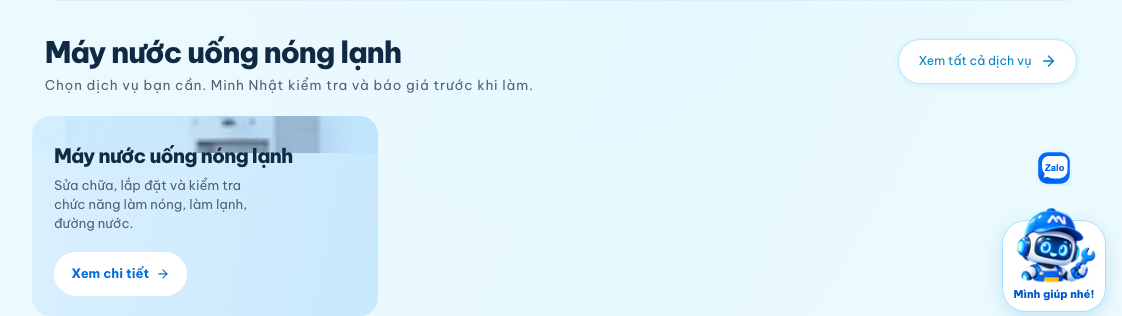 Máy nước uống nóng lạnh
Chọn dịch vụ bạn cần. Minh Nhật kiểm tra và báo giá trước khi làm.
Xem tất cả dịch vụ
Máy nước uống nóng lạnh
Sửa chữa, lắp đặt và kiểm tra
chức năng làm nóng, làm lạnh,
đường nước.
Xem chi tiết
Zalo
Mình giúp nhé!